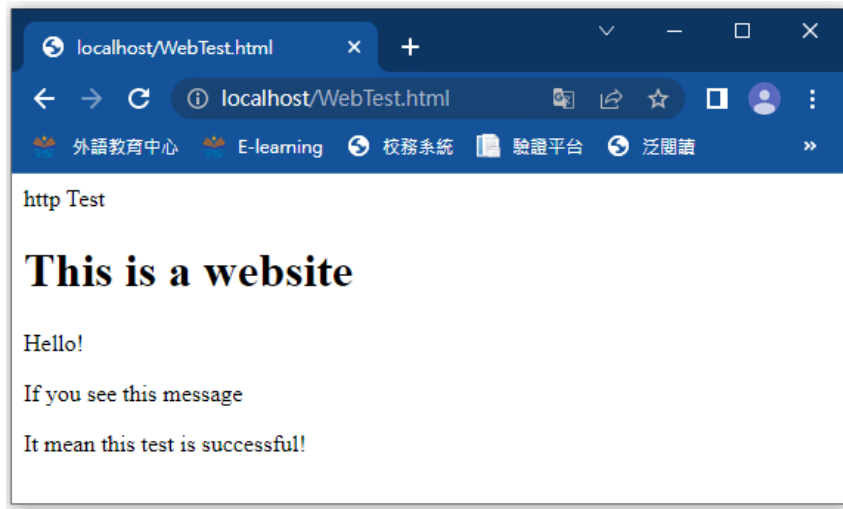 localhost/WebTest.html
localhost/WebTest.html
外語教育中心 E-learning 校務系統 驗證平台 泛閱讀 »
http Test
This is a website
Hello!
If you see this message
It mean this test is successful!